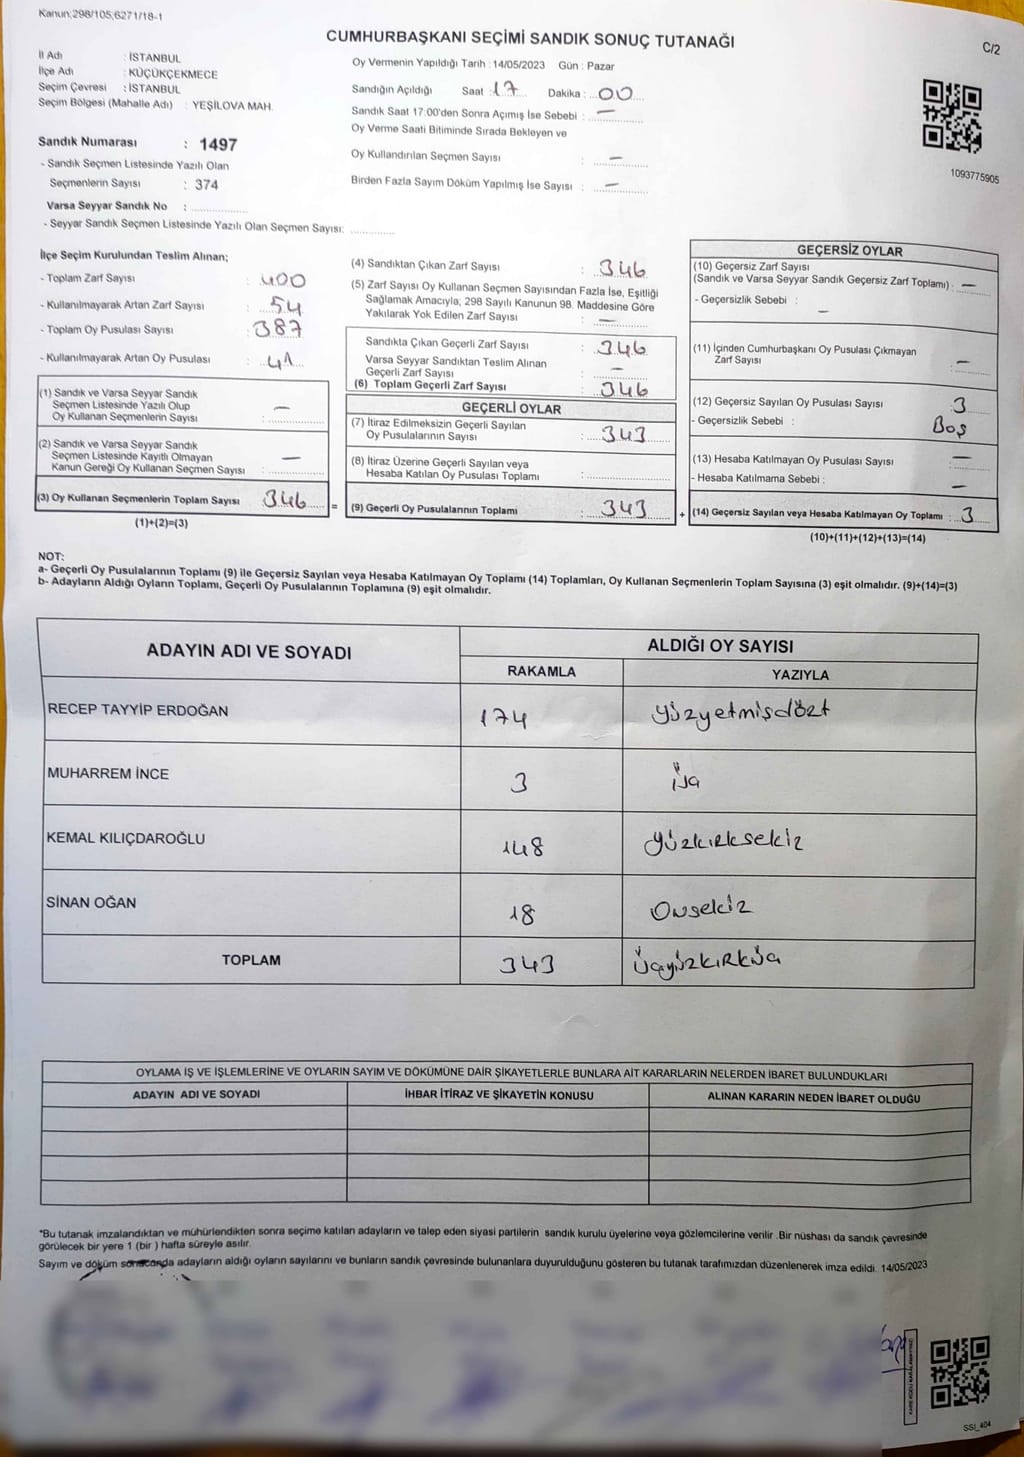 Kanun;298/105,6271/18-1
CUMHURBAŞKANI SEÇİMİ SANDIK SONUÇ TUTANAĞI
C/2
İl Adı : İSTANBUL
İlçe Adı : KÜÇÜKÇEKMECE
Seçim Çevresi : İSTANBUL
Seçim Bölgesi (Mahalle Adı) : YEŞİLOVA MAH.
Oy Vermenin Yapıldığı Tarih : 14/05/2023 Gün : Pazar
Sandığın Açıldığı Saat : 17 Dakika : 00
Sandık Saat 17:00'den Sonra Açımış İse Sebebi : —
Oy Verme Saati Bitiminde Sırada Bekleyen ve
Oy Kullandırılan Seçmen Sayısı : —
Birden Fazla Sayım Döküm Yapılmış İse Sayısı : —
1093775905
Sandık Numarası : 1497
- Sandık Seçmen Listesinde Yazılı Olan
Seçmenlerin Sayısı : 374
Varsa Seyyar Sandık No :
- Seyyar Sandık Seçmen Listesinde Yazılı Olan Seçmen Sayısı:
İlçe Seçim Kurulundan Teslim Alınan;
- Toplam Zarf Sayısı : 400
- Kullanılmayarak Artan Zarf Sayısı : 54
- Toplam Oy Pusulası Sayısı : 387
- Kullanılmayarak Artan Oy Pusulası : 41
(1) Sandık ve Varsa Seyyar Sandık
Seçmen Listesinde Yazılı Olup
Oy Kullanan Seçmenlerin Sayısı : —
(2) Sandık ve Varsa Seyyar Sandık
Seçmen Listesinde Kayıtlı Olmayan
Kanun Gereği Oy Kullanan Seçmen Sayısı : —
(3) Oy Kullanan Seçmenlerin Toplam Sayısı 346
(1)+(2)=(3)
=
(4) Sandıktan Çıkan Zarf Sayısı : 346
(5) Zarf Sayısı Oy Kullanan Seçmen Sayısından Fazla İse, Eşitliği
Sağlamak Amacıyla; 298 Sayılı Kanunun 98. Maddesine Göre
Yakılarak Yok Edilen Zarf Sayısı : —
Sandıkta Çıkan Geçerli Zarf Sayısı : 346
Varsa Seyyar Sandıktan Teslim Alınan
Geçerli Zarf Sayısı : —
(6) Toplam Geçerli Zarf Sayısı : 346
GEÇERLİ OYLAR
(7) İtiraz Edilmeksizin Geçerli Sayılan
Oy Pusulalarının Sayısı : 343
(8) İtiraz Üzerine Geçerli Sayılan veya
Hesaba Katılan Oy Pusulası Toplamı :
(9) Geçerli Oy Pusulalarının Toplamı : 343
+
GEÇERSİZ OYLAR
(10) Geçersiz Zarf Sayısı
(Sandık ve Varsa Seyyar Sandık Geçersiz Zarf Toplamı) : —
- Geçersizlik Sebebi :
—
(11) İçinden Cumhurbaşkanı Oy Pusulası Çıkmayan
Zarf Sayısı : —
(12) Geçersiz Sayılan Oy Pusulası Sayısı : 3
- Geçersizlik Sebebi : Boş
(13) Hesaba Katılmayan Oy Pusulası Sayısı : —
- Hesaba Katılmama Sebebi : —
(14) Geçersiz Sayılan veya Hesaba Katılmayan Oy Toplamı : 3
(10)+(11)+(12)+(13)=(14)
NOT:
a- Geçerli Oy Pusulalarının Toplamı (9) ile Geçersiz Sayılan veya Hesaba Katılmayan Oy Toplamı (14) Toplamları, Oy Kullanan Seçmenlerin Toplam Sayısına (3) eşit olmalıdır. (9)+(14)=(3)
b- Adayların Aldığı Oyların Toplamı, Geçerli Oy Pusulalarının Toplamına (9) eşit olmalıdır.
ADAYIN ADI VE SOYADI
ALDIĞI OY SAYISI
RAKAMLA YAZIYLA
RECEP TAYYİP ERDOĞAN 174 yüzyetmişdört
MUHARREM İNCE 3 üç
KEMAL KILIÇDAROĞLU 148 yüzkırksekiz
SİNAN OĞAN 18 Onsekiz
TOPLAM 343 üçyüzkırküç
OYLAMA İŞ VE İŞLEMLERİNE VE OYLARIN SAYIM VE DÖKÜMÜNE DAİR ŞİKAYETLERLE BUNLARA AİT KARARLARIN NELERDEN İBARET BULUNDUKLARI
ADAYIN ADI VE SOYADI İHBAR İTİRAZ VE ŞİKAYETİN KONUSU ALINAN KARARIN NEDEN İBARET OLDUĞU
*Bu tutanak imzalandıktan ve mühürlendikten sonra seçime katılan adayların ve talep eden siyasi partilerin sandık kurulu üyelerine veya gözlemcilerine verilir .Bir nüshası da sandık çevresinde
görülecek bir yere 1 (bir ) hafta süreyle asılır.
Sayım ve döküm sonucunda adayların aldığı oyların sayılarını ve bunların sandık çevresinde bulunanlara duyurulduğunu gösteren bu tutanak tarafımızdan düzenlenerek imza edildi. 14/05/2023
SSI_404